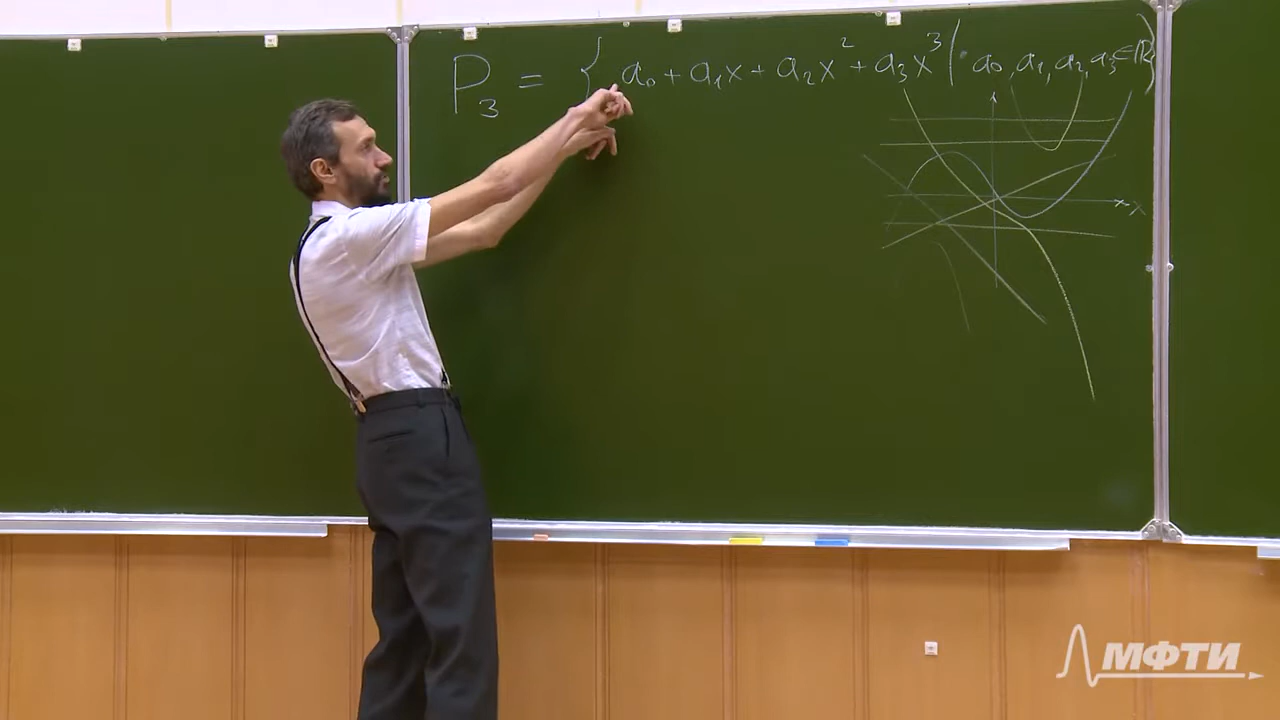 P₃ = { a₀ + a₁x + a₂x² + a₃x³ | a₀, a₁, a₂, a₃ ∈ ℝ }
x
МФТИ